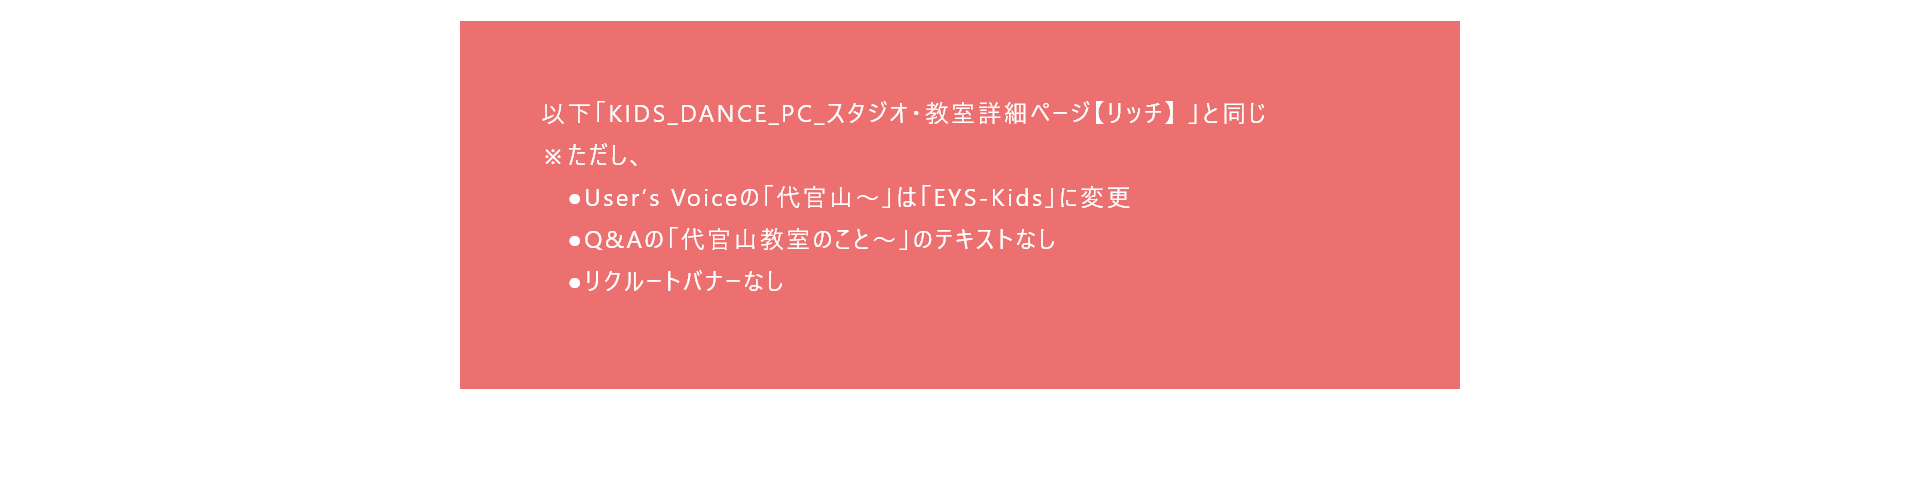 以下「KIDS_DANCE_PC_スタジオ・教室詳細ページ【リッチ】」と同じ
※ただし、
●User‘s Voiceの「代官山～」は「EYS-Kids」に変更
●Q&Aの「代官山教室のこと～」のテキストなし
●リクルートバナーなし